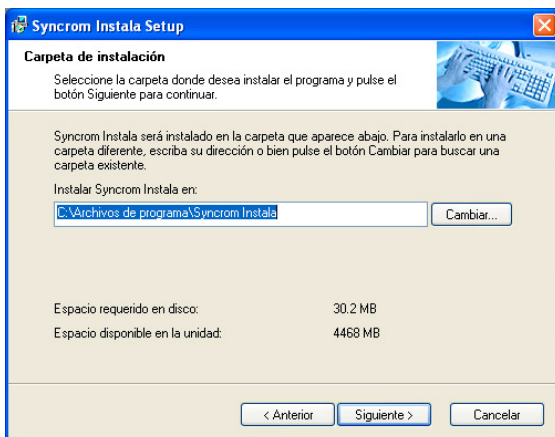 Syncrom Instala Setup
Carpeta de instalación
Seleccione la carpeta donde desea instalar el programa y pulse el
botón Siguiente para continuar.
Syncrom Instala será instalado en la carpeta que aparece abajo. Para instalarlo en una
carpeta diferente, escriba su dirección o bien pulse el botón Cambiar para buscar una
carpeta existente.
Instalar Syncrom Instala en:
C:\Archivos de programa\Syncrom Instala
Cambiar...
Espacio requerido en disco: 30.2 MB
Espacio disponible en la unidad: 4468 MB
< Anterior Siguiente > Cancelar